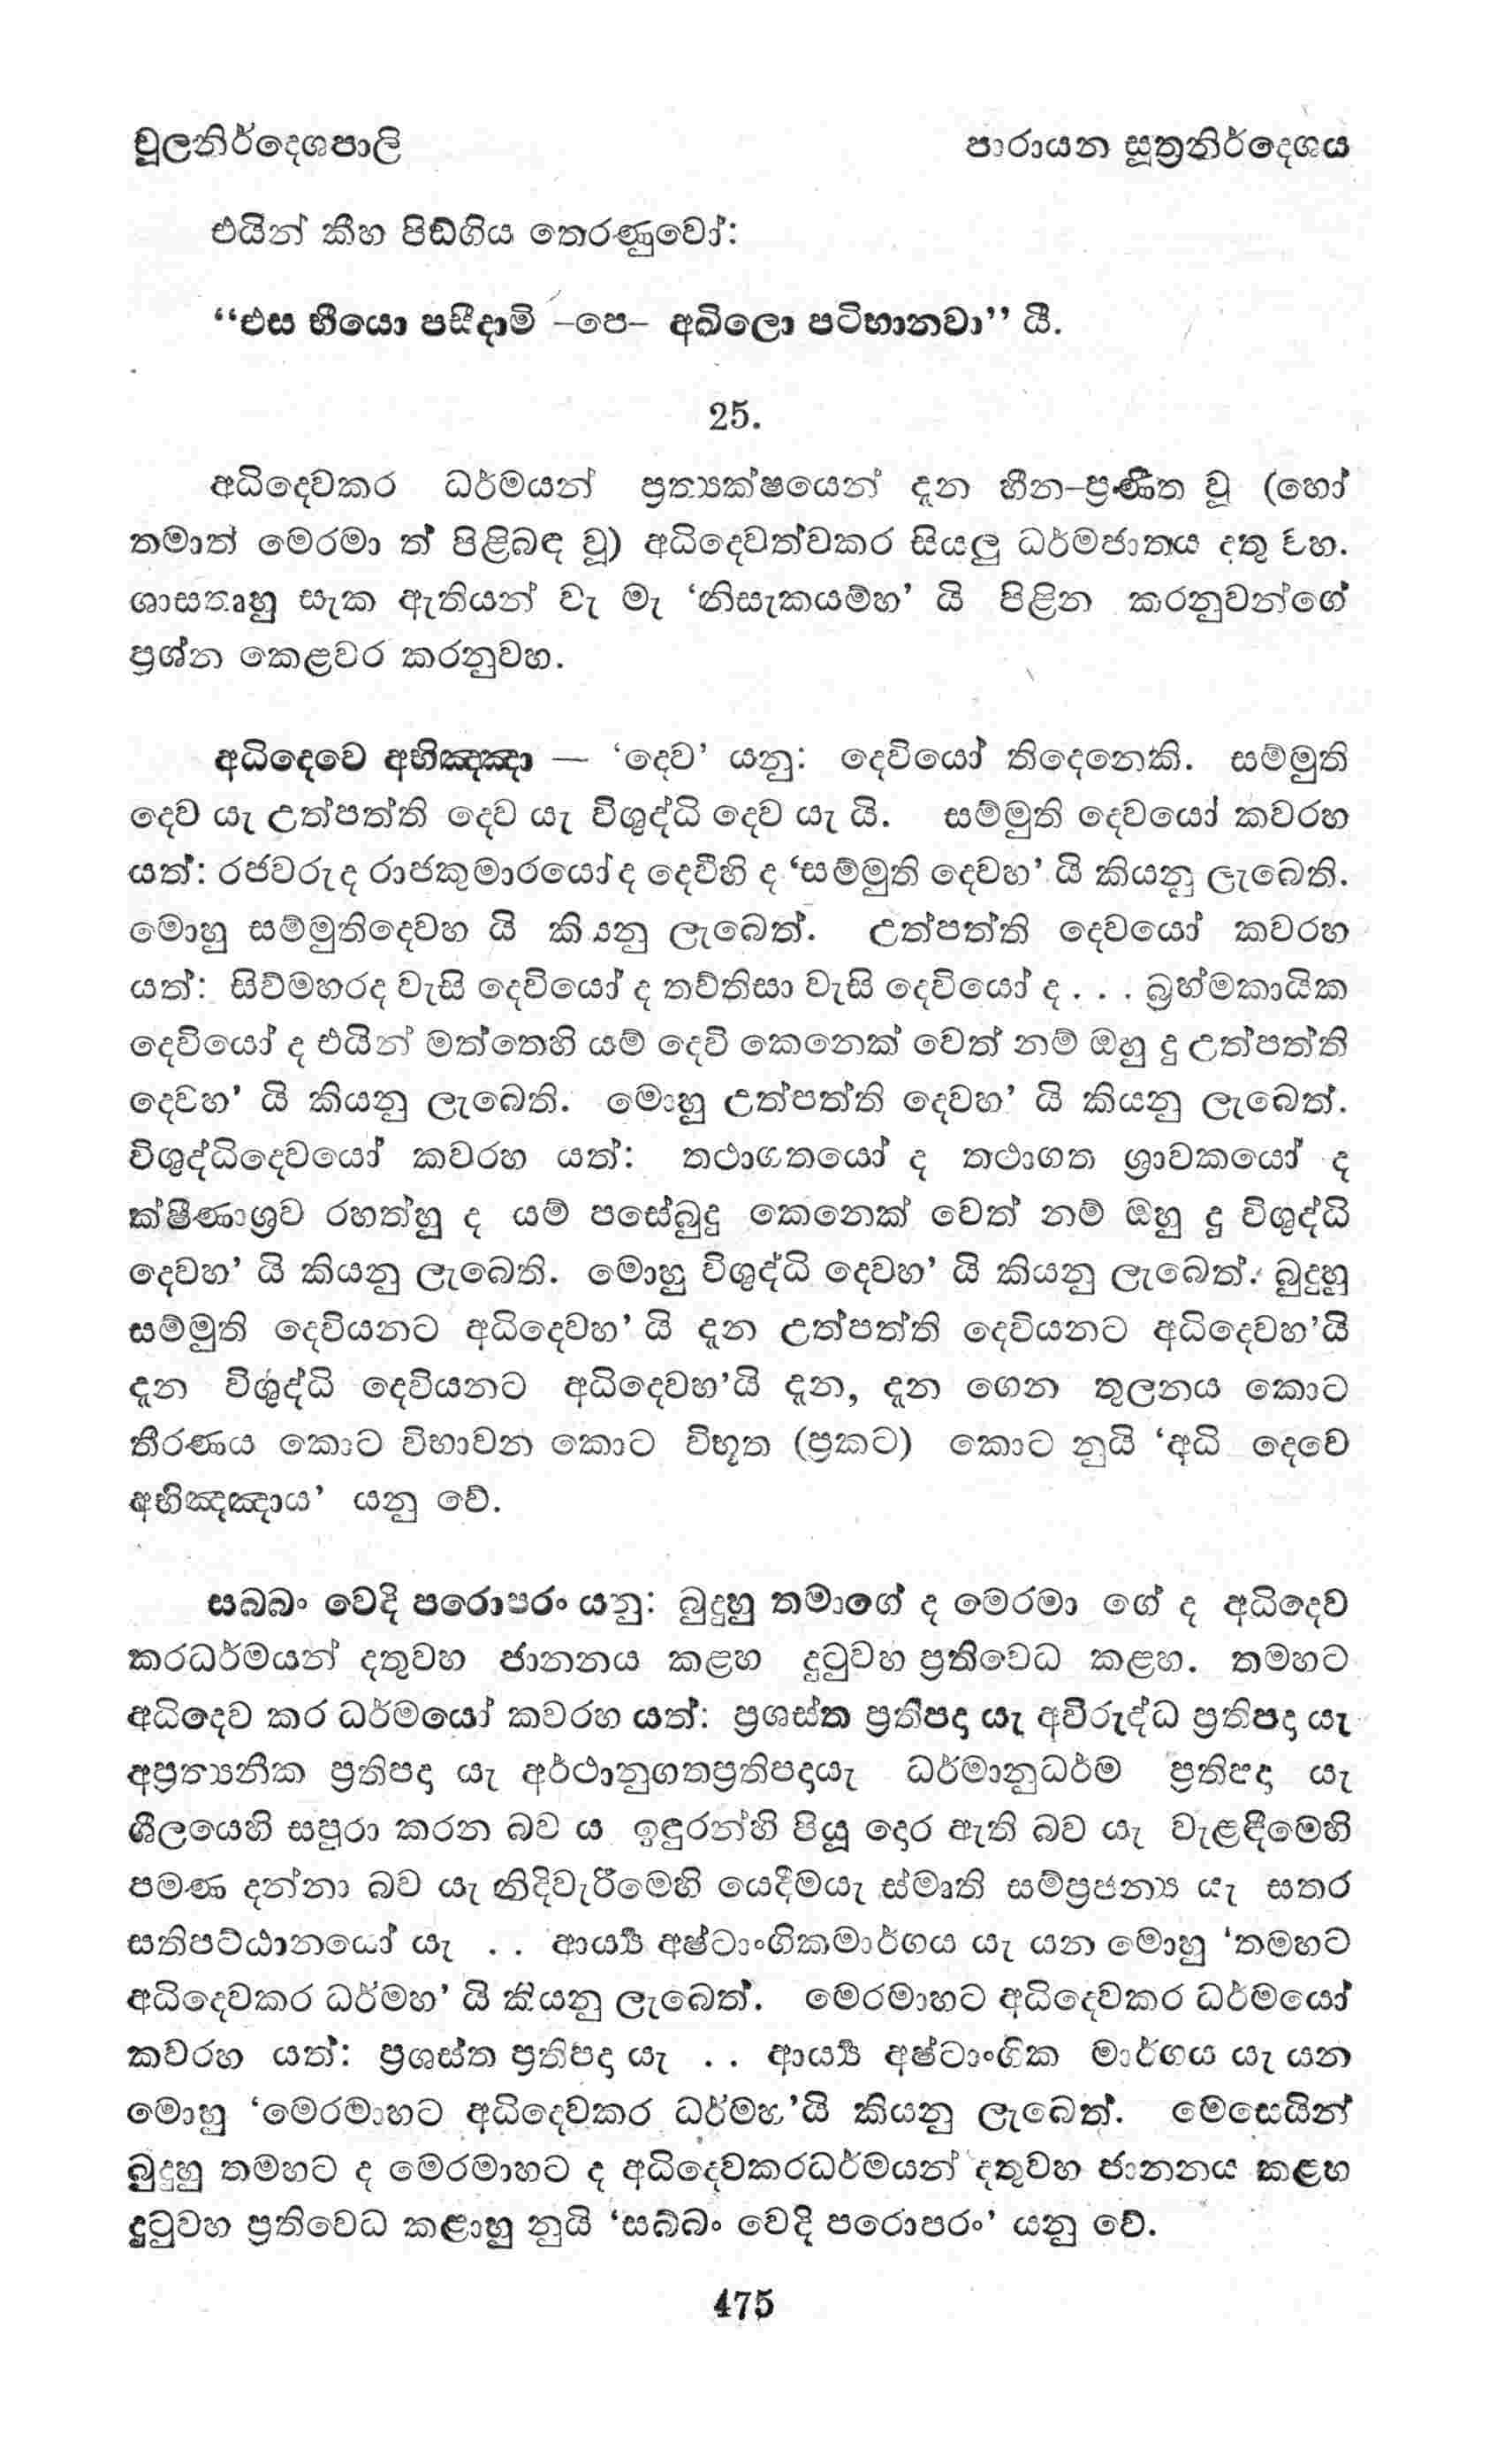 චූලනිර්දෙශපාලි
පාරායන සූත්‍රනිර්දෙශය
එයින් කීහ පිඞ්ගිය තෙරණුවෝ:
“එස භීයො පසීදාමි –පෙ– අඛිලො පටිභානවා” යී.
25.
අධිදෙවකර ධර්මයන් ප්‍රත්‍යක්ෂයෙන් දැන හීන–ප්‍රණීත වූ (හෝ
තමාත් මෙරමා ත් පිළිබඳ වූ) අධිදෙවත්වකර සියලු ධර්මජාතය දතු වහ.
ශාසතෘහු සැක ඇතියන් වැ මැ ‘නිසැකයම්හ’ යි පිළින කරනුවන්ගේ
ප්‍රශ්න කෙළවර කරනුවහ.
අධිදෙවෙ අභිඤ්ඤා — ‘දෙව’ යනු: දෙවියෝ තිදෙනෙකි. සම්මුති
දෙව යැ උත්පත්ති දෙව යැ විශුද්ධි දෙව යැ යි. සම්මුති දෙවයෝ කවරහ
යත්: රජවරු ද රාජකුමාරයෝ ද දෙවීහි ද ‘සම්මුති දෙවහ’ යි කියනු ලැබෙති.
මොහු සම්මුතිදෙවහ යි කියනු ලැබෙත්. උත්පත්ති දෙවයෝ කවරහ
යත්: සිව්මහරද වැසි දෙවියෝ ද තව්තිසා වැසි දෙවියෝ ද . . . බ්‍රහ්මකායික
දෙවියෝ ද එයින් මත්තෙහි යම් දෙවි කෙනෙක් වෙත් නම් ඔහු දු උත්පත්ති
දෙවහ’ යි කියනු ලැබෙති. මොහු උත්පත්ති දෙවහ’ යි කියනු ලැබෙත්.
විශුද්ධිදෙවයෝ කවරහ යත්: තථාගතයෝ ද තථාගත ශ්‍රාවකයෝ ද
ක්ෂීණාශ්‍රව රහත්හු ද යම් පසේබුදු කෙනෙක් වෙත් නම් ඔහු දු විශුද්ධි
දෙවහ’ යි කියනු ලැබෙති. මොහු විශුද්ධි දෙවහ’ යි කියනු ලැබෙත්. බුදුහු
සම්මුති දෙවියනට අධිදෙවහ’ යි දැන උත්පත්ති දෙවියනට අධිදෙවහ’යි
දැන විශුද්ධි දෙවියනට අධිදෙවහ’යි දැන, දැන ගෙන තුලනය කොට
තීරණය කොට විභාවන කොට විභූත (ප්‍රකට) කොට නුයි ‘අධි දෙවෙ
අභිඤ්ඤාය’ යනු වේ.
සබබං වෙදි පරොපරං යනු: බුදුහු තමාගේ ද මෙරමා ගේ ද අධිදෙව
කරධර්මයන් දතුවහ ජානනය කළහ දුටුවහ ප්‍රතිවෙධ කළහ. තමහට
අධිදෙව කර ධර්මයෝ කවරහ යත්: ප්‍රශස්ත ප්‍රතිපදා යැ අවිරුද්ධ ප්‍රතිපදා යැ
අප්‍රත්‍යනීක ප්‍රතිපදා යැ අර්ථානුගතප්‍රතිපදායැ ධර්මානුධර්ම ප්‍රතිපදා යැ
ශීලයෙහි සපුරා කරන බව ය ඉඳුරන්හි පියූ දොර ඇති බව යැ වැළඳීමෙහි
පමණ දන්නා බව යැ නිදිවැරීමෙහි යෙදීමයැ ස්මෘති සම්ප්‍රජන්‍ය යැ සතර
සතිපට්ඨානයෝ යැ . . ආර්‍ය්‍ය අෂ්ටාංගිකමාර්ගය යැ යන මොහු ‘තමහට
අධිදෙවකර ධර්මහ’ යි කියනු ලැබෙත්. මෙරමාහට අධිදෙවකර ධර්මයෝ
කවරහ යත්: ප්‍රශස්ත ප්‍රතිපදා යැ . . ආර්‍ය්‍ය අෂ්ටාංගික මාර්ගය යැ යන
මොහු ‘මෙරමාහට අධිදෙවකර ධර්මහ’යි කියනු ලැබෙත්. මෙසෙයින්
බුදුහු තමහට ද මෙරමාහට ද අධිදෙවකරධර්මයන් දතුවහ ජානනය කළහ
දුටුවහ ප්‍රතිවෙධ කළාහු නුයි ‘සබ්බං වෙදි පරොපරං’ යනු වේ.
475